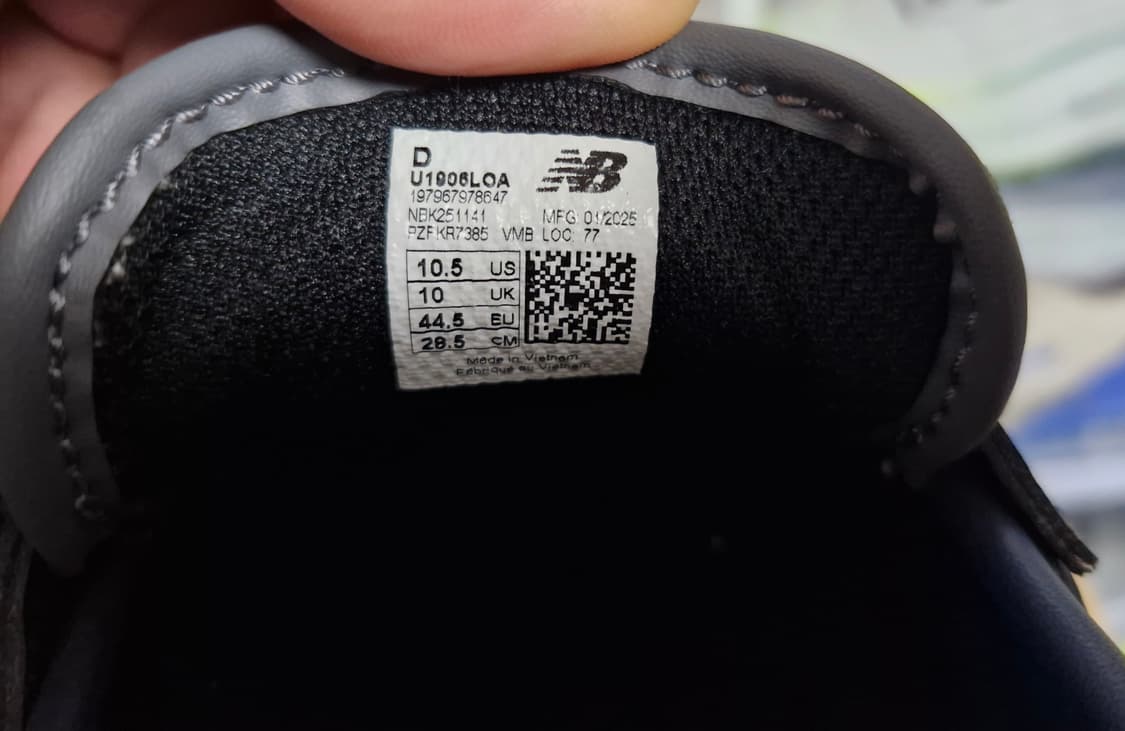 D
NB
U1906LOA
197967978647
NBK251141 MFG: 01/2025
PZFKR7385 VMB LOC: 77
10.5 US
10 UK
44.5 EU
28.5 CM
Made in Vietnam
Fabriqué au Vietnam